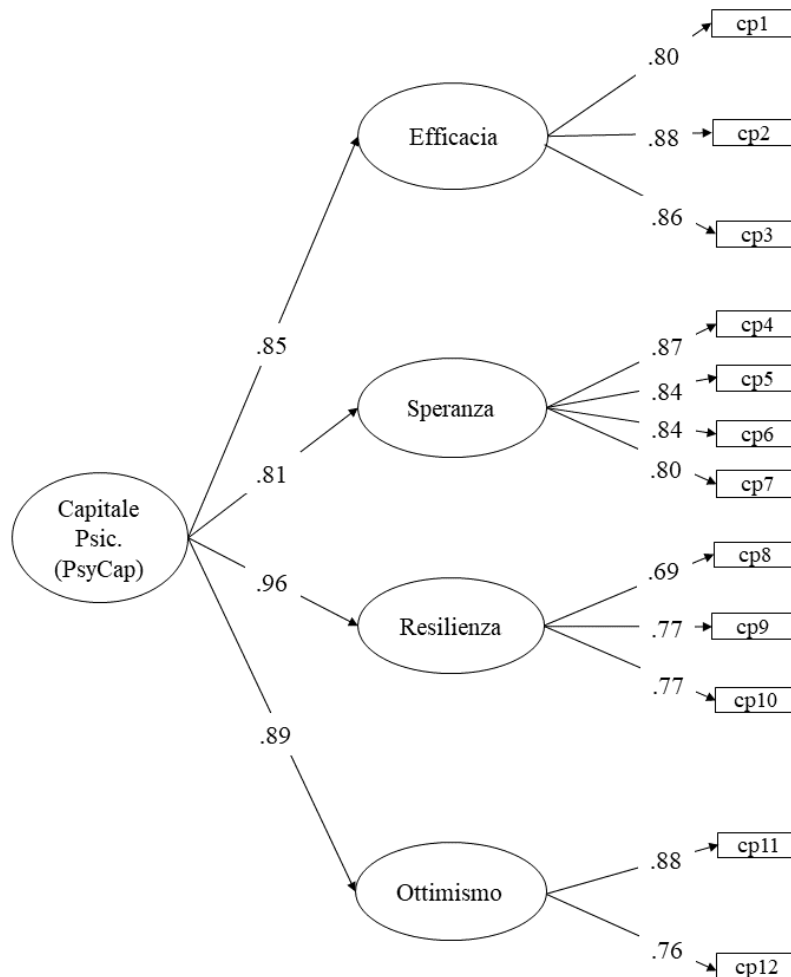 cp1
.80
Efficacia
.88
cp2
.86
cp3
.85
cp4
.87
cp5
.84
Speranza
.84
cp6
.80
cp7
.81
Capitale
Psic.
(PsyCap)
.96
cp8
.69
Resilienza
.77
cp9
.77
cp10
.89
cp11
.88
Ottimismo
.76
cp12